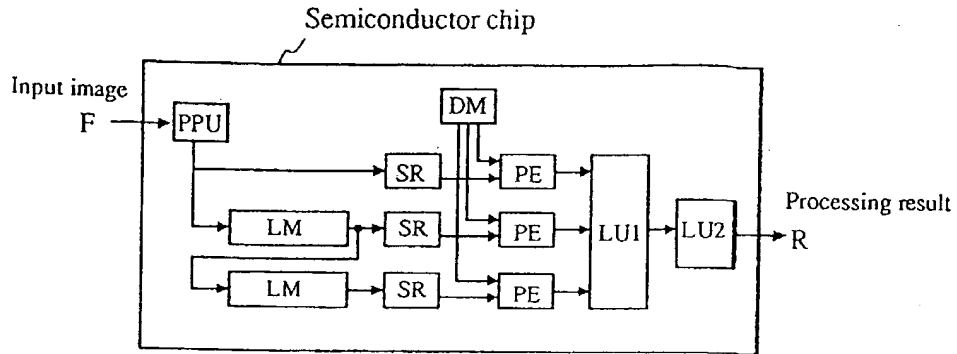 Semiconductor chip
Input image
F
PPU
DM
SR
PE
LM
SR
PE
LU1
LU2
Processing result
R
LM
SR
PE